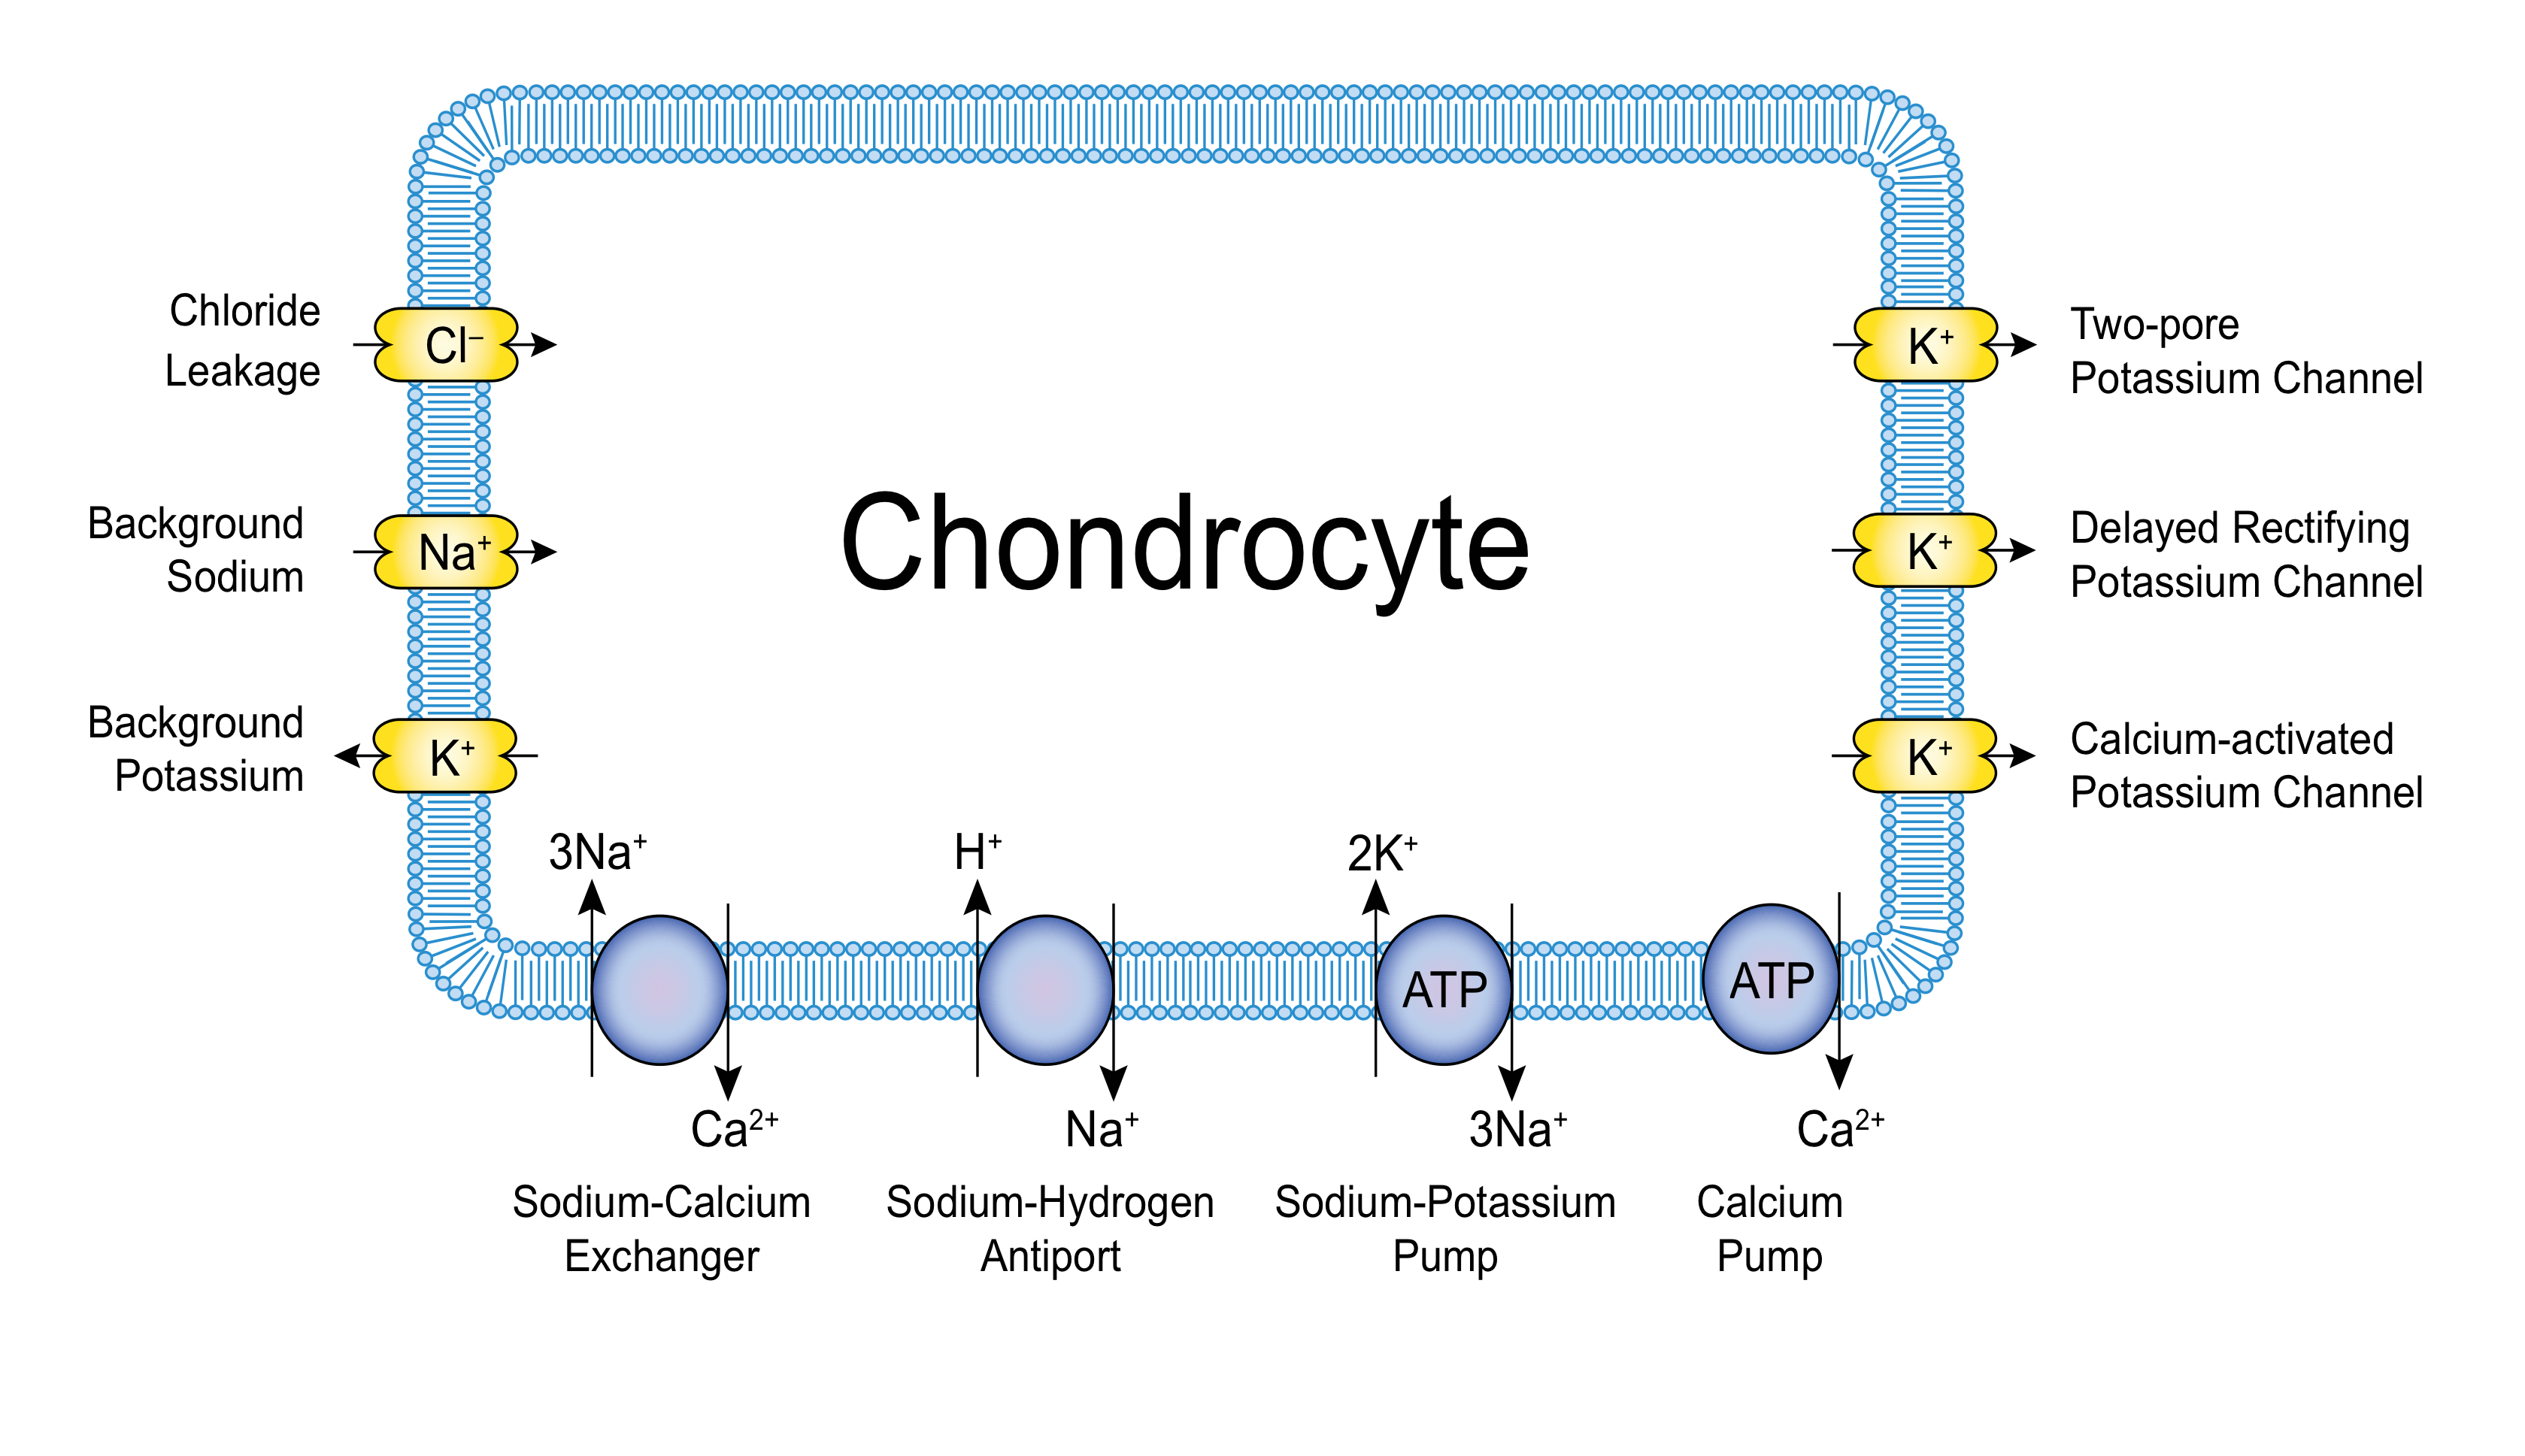 Chloride
Leakage
Cl⁻
Background
Sodium
Na⁺
Background
Potassium
K⁺
Chondrocyte
K⁺
Two-pore
Potassium Channel
K⁺
Delayed Rectifying
Potassium Channel
K⁺
Calcium-activated
Potassium Channel
3Na⁺
Ca²⁺
Sodium-Calcium
Exchanger
H⁺
Na⁺
Sodium-Hydrogen
Antiport
2K⁺
ATP
3Na⁺
Sodium-Potassium
Pump
ATP
Ca²⁺
Calcium
Pump